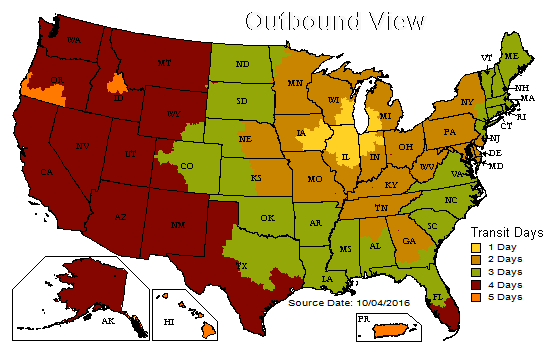 Outbound View
WA
MT
ND
MN
VT
ME
OR
ID
SD
WI
MI
NY
NH
MA
WY
RI
CT
NV
UT
NE
IA
IL
IN
OH
PA
NJ
DE
MD
CA
CO
KS
MO
KY
WV
VA
NC
TN
AZ
NM
OK
AR
SC
MS
AL
GA
TX
LA
FL
AK
HI
PR
Source Date: 10/04/2016
Transit Days
1 Day
2 Days
3 Days
4 Days
5 Days